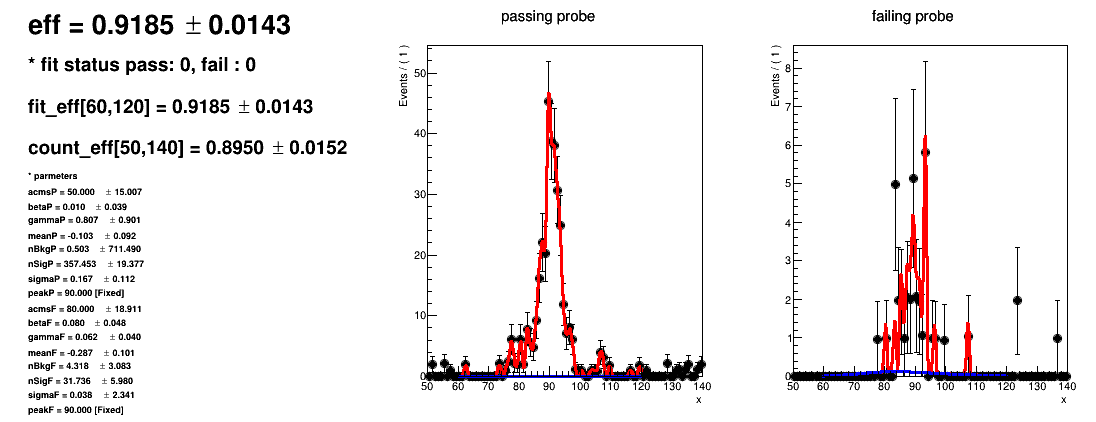 eff = 0.9185 ± 0.0143
* fit status pass: 0, fail : 0
fit_eff[60,120] = 0.9185 ± 0.0143
count_eff[50,140] = 0.8950 ± 0.0152
* parmeters
acmsP = 50.000 ± 15.007
betaP = 0.010 ± 0.039
gammaP = 0.807 ± 0.901
meanP = -0.103 ± 0.092
nBkgP = 0.503 ± 711.490
nSigP = 357.453 ± 19.377
sigmaP = 0.167 ± 0.112
peakP = 90.000 [Fixed]
acmsF = 80.000 ± 18.911
betaF = 0.080 ± 0.048
gammaF = 0.062 ± 0.040
meanF = -0.287 ± 0.101
nBkgF = 4.318 ± 3.083
nSigF = 31.736 ± 5.980
sigmaF = 0.038 ± 2.341
peakF = 90.000 [Fixed]
passing probe
Events / ( 1 )
50
40
30
20
10
0
50 60 70 80 90 100 110 120 130 140
x
failing probe
Events / ( 1 )
8
7
6
5
4
3
2
1
0
50 60 70 80 90 100 110 120 130 140
x